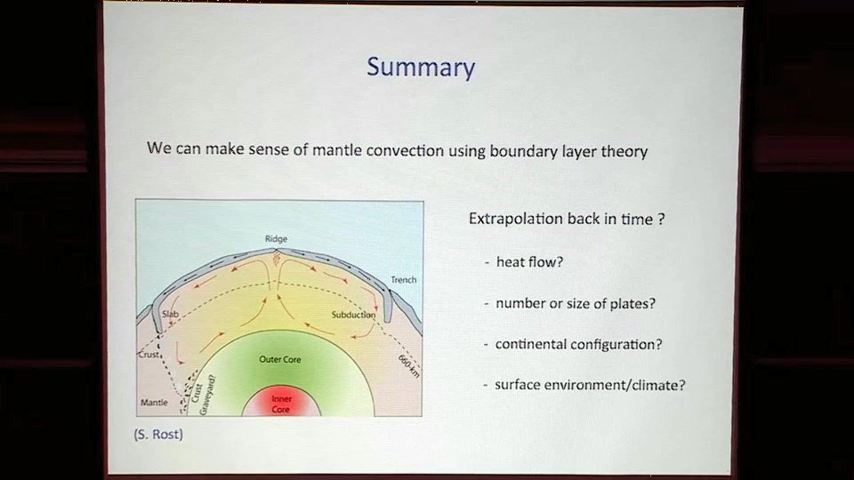 Summary
We can make sense of mantle convection using boundary layer theory
Extrapolation back in time ?
- heat flow?
- number or size of plates?
- continental configuration?
- surface environment/climate?
Ridge
Trench
Slab
Subduction
Crust
660-km
Outer Core
Crust
Graveyard?
Mantle
Inner
Core
(S. Rost)